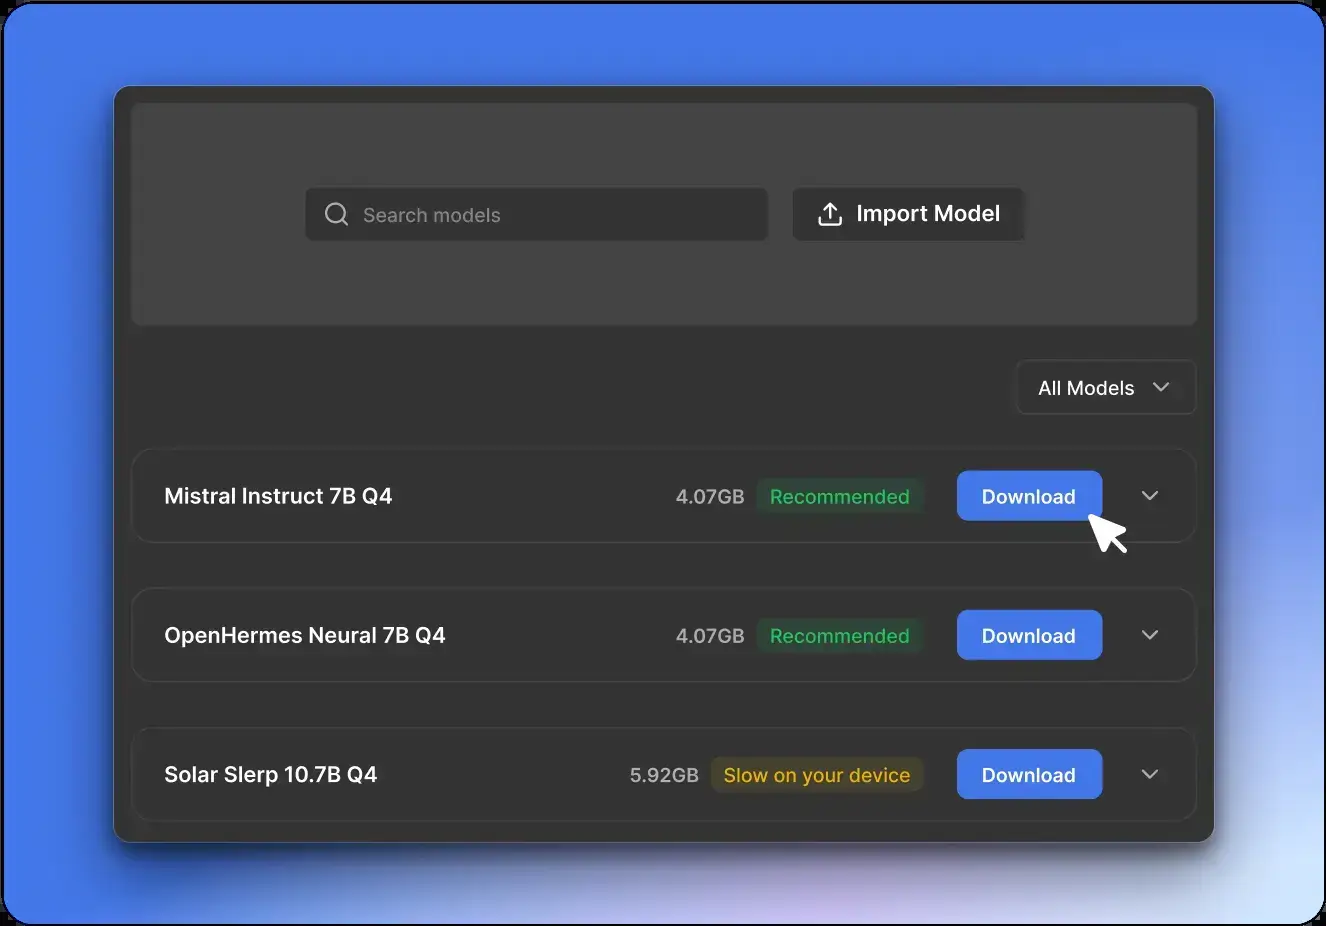 Search models
Import Model
All Models
Mistral Instruct 7B Q4 4.07GB Recommended Download
OpenHermes Neural 7B Q4 4.07GB Recommended Download
Solar Slerp 10.7B Q4 5.92GB Slow on your device Download